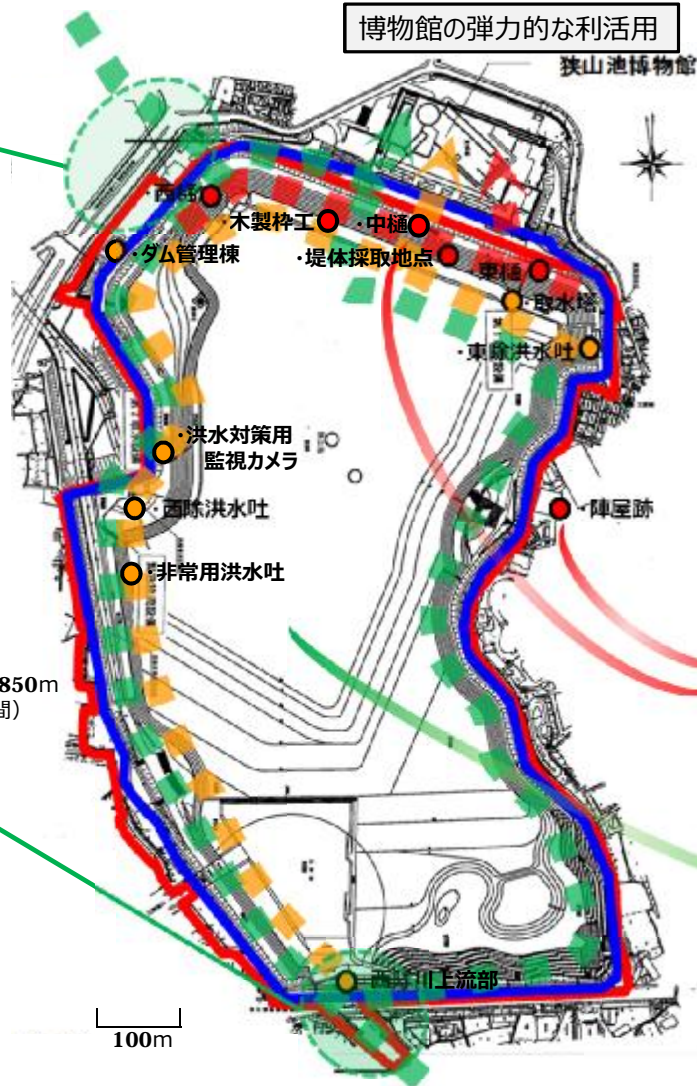 博物館の弾力的な利活用
狭山池博物館
・西樋
・木製枠工
・中樋
・ダム管理棟
・堤体採取地点
・東樋
・取水塔
・東除洪水吐
・洪水対策用
監視カメラ
・西除洪水吐
・陣屋跡
・非常用洪水吐
850m
間）
西除川上流部
100m